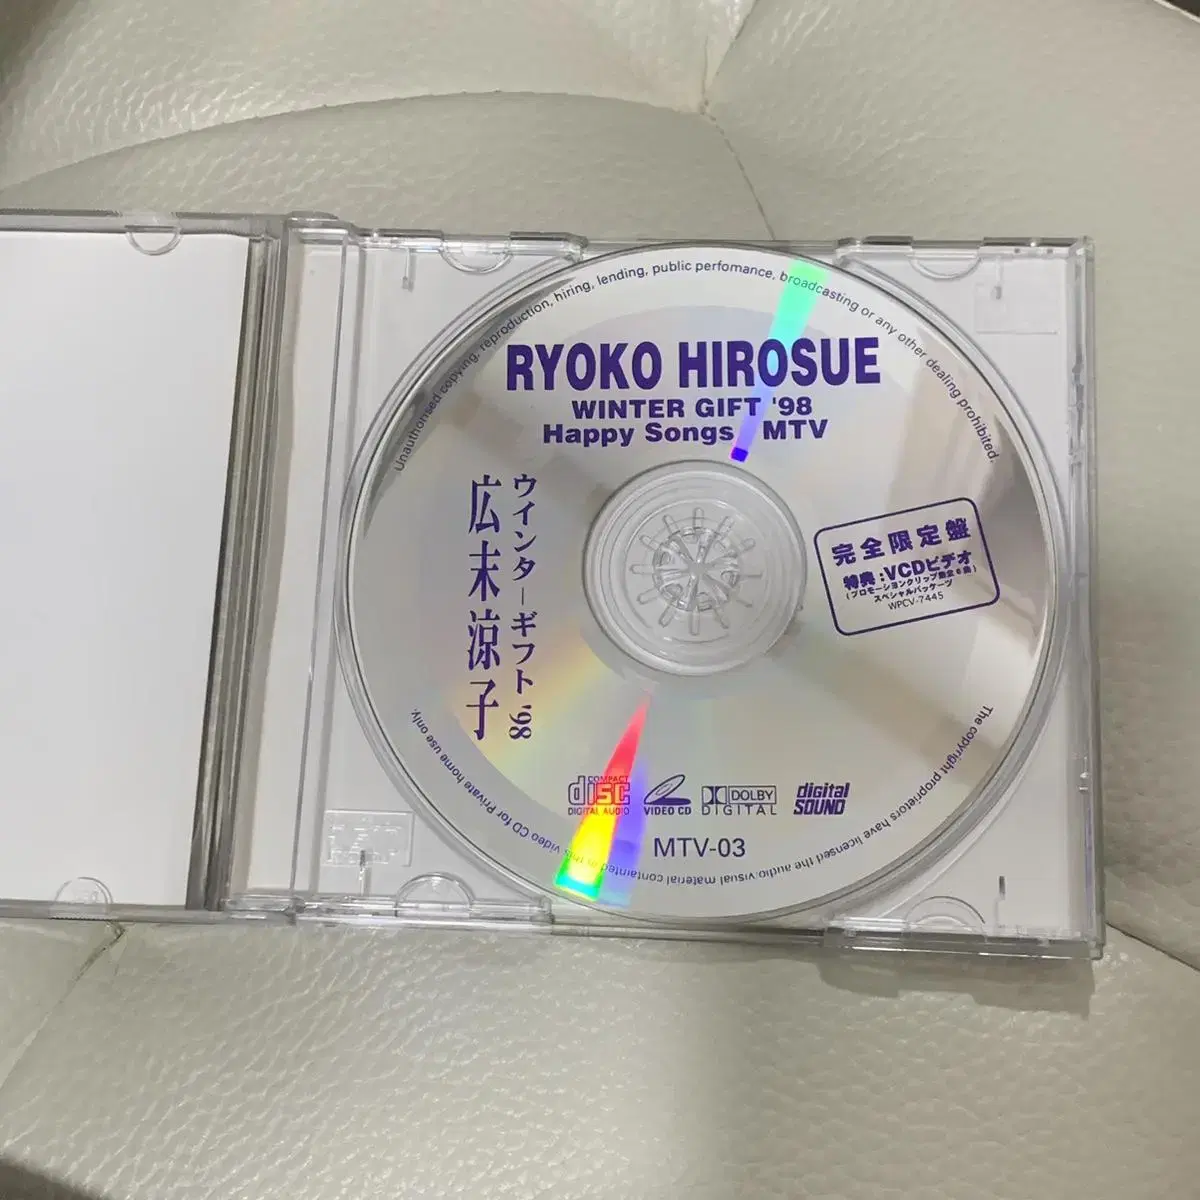 Unauthorised copying, reproduction, hiring, lending, public perfomance, broadcasting or any other dealing prohibited.
RYOKO HIROSUE
WINTER GIFT '98
Happy Songs MTV
ウインターギフト'98
広末涼子
完全限定盤
特典:VCDビデオ
スペシャルパッケーツ
WPCV-7445
COMPACT
disc
DIGITAL AUDIO
VIDEO CD
DOLBY
DIGITAL
digital
SOUND
MTV-03
The copyright proprietors have licensed the audio/visual material containted in this video CD for Private home use only.